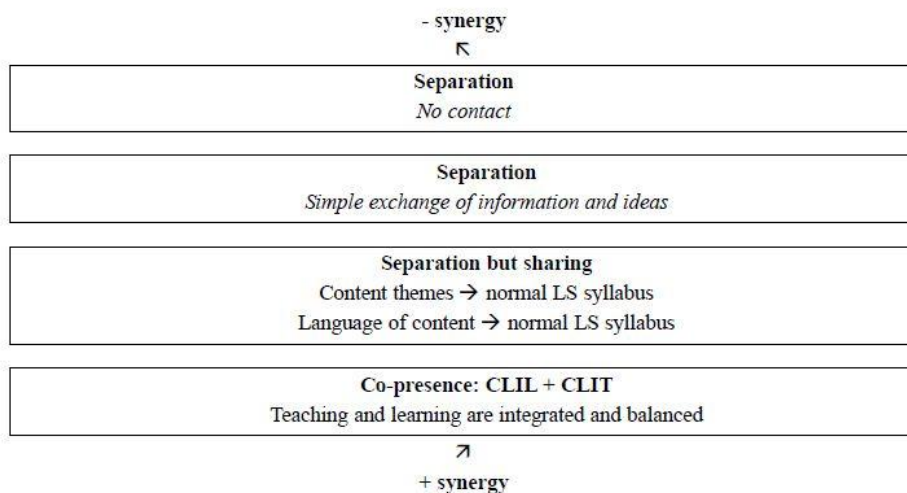 - synergy
↖
Separation
No contact
Separation
Simple exchange of information and ideas
Separation but sharing
Content themes → normal LS syllabus
Language of content → normal LS syllabus
Co-presence: CLIL + CLIT
Teaching and learning are integrated and balanced
↗
+ synergy